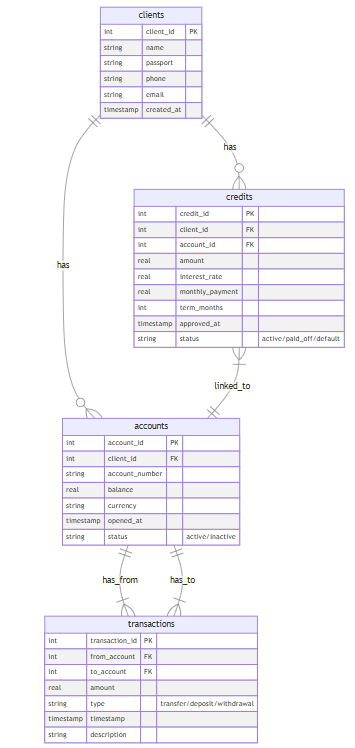 clients
int client_id PK
string name
string passport
string phone
string email
timestamp created_at
has
credits
int credit_id PK
int client_id FK
int account_id FK
real amount
real interest_rate
real monthly_payment
int term_months
timestamp approved_at
string status active/paid_off/default
has
linked_to
accounts
int account_id PK
int client_id FK
string account_number
real balance
string currency
timestamp opened_at
string status active/inactive
has_from has_to
transactions
int transaction_id PK
int from_account FK
int to_account FK
real amount
string type transfer/deposit/withdrawal
timestamp timestamp
string description